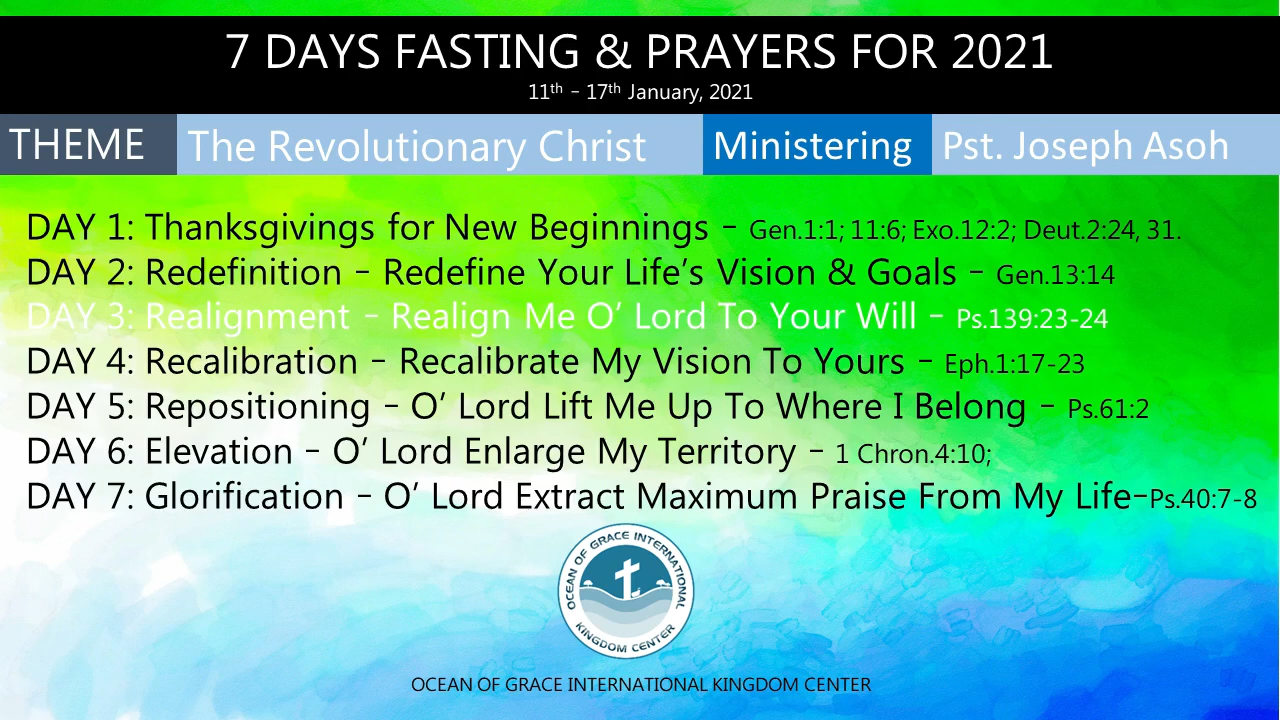 7 DAYS FASTING & PRAYERS FOR 2021
11th – 17th January, 2021
THEME The Revolutionary Christ Ministering Pst. Joseph Asoh
DAY 1: Thanksgivings for New Beginnings – Gen.1:1; 11:6; Exo.12:2; Deut.2:24, 31.
DAY 2: Redefinition – Redefine Your Life’s Vision & Goals – Gen.13:14
DAY 3: Realignment – Realign Me O’ Lord To Your Will – Ps.139:23-24
DAY 4: Recalibration – Recalibrate My Vision To Yours – Eph.1:17-23
DAY 5: Repositioning – O’ Lord Lift Me Up To Where I Belong – Ps.61:2
DAY 6: Elevation – O’ Lord Enlarge My Territory – 1 Chron.4:10;
DAY 7: Glorification – O’ Lord Extract Maximum Praise From My Life–Ps.40:7-8
OCEAN OF GRACE INTERNATIONAL
KINGDOM CENTER
OCEAN OF GRACE INTERNATIONAL KINGDOM CENTER